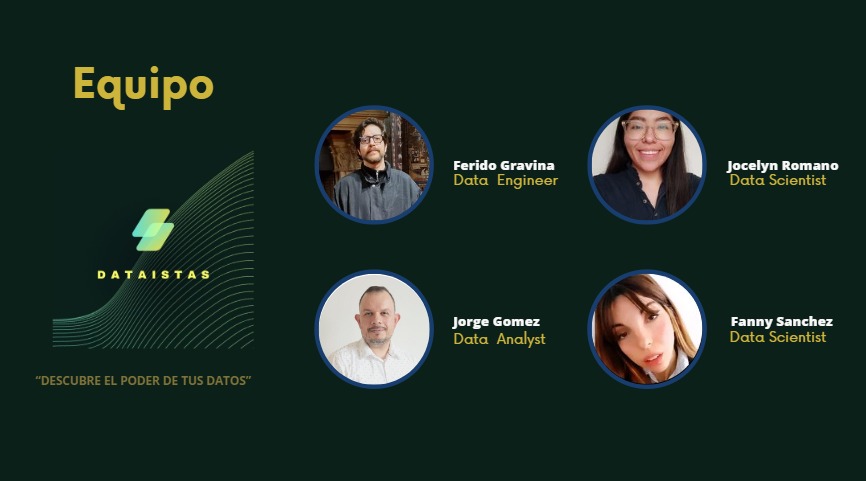 Equipo
DATAISTAS
“DESCUBRE EL PODER DE TUS DATOS”
Ferido Gravina
Data Engineer
Jocelyn Romano
Data Scientist
Jorge Gomez
Data Analyst
Fanny Sanchez
Data Scientist